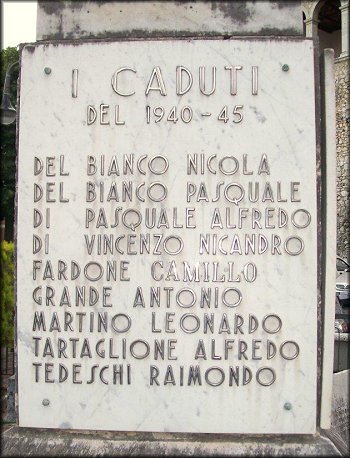 I CADUTI
DEL 1940-45
DEL BIANCO NICOLA
DEL BIANCO PASQUALE
DI PASQUALE ALFREDO
DI VINCENZO NICANDRO
FARDONE CAMILLO
GRANDE ANTONIO
MARTINO LEONARDO
TARTAGLIONE ALFREDO
TEDESCHI RAIMONDO